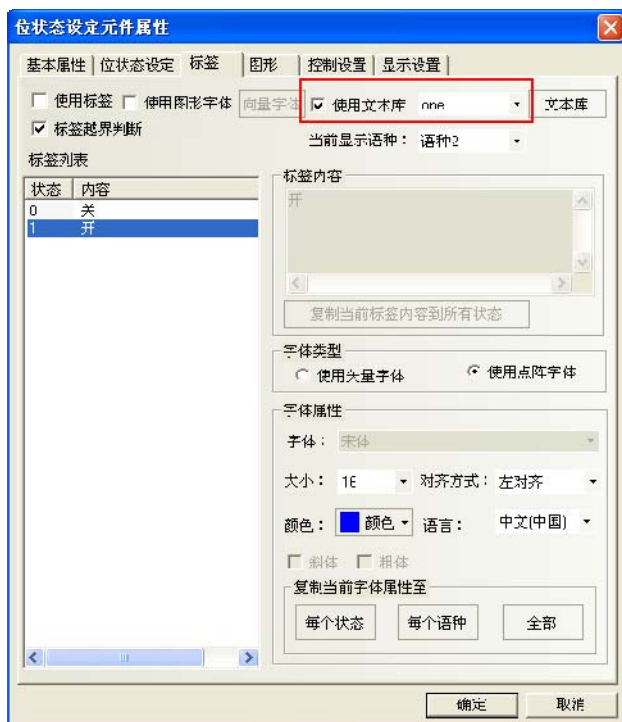 位状态设定元件属性
基本属性 位状态设定 标签 图形 控制设置 显示设置
使用标签 使用图形字体 向量字体 使用文本库 one 文本库
标签越界判断 当前显示语种： 语种2
标签列表
标签内容
状态 内容
0 关
1 开
开
复制当前标签内容到所有状态
字体类型
使用矢量字体 使用点阵字体
字体属性
字体： 宋体
大小： 16 对齐方式： 左对齐
颜色： 颜色 语言： 中文(中国)
斜体 粗体
复制当前字体属性至
每个状态 每个语种 全部
确定 取消